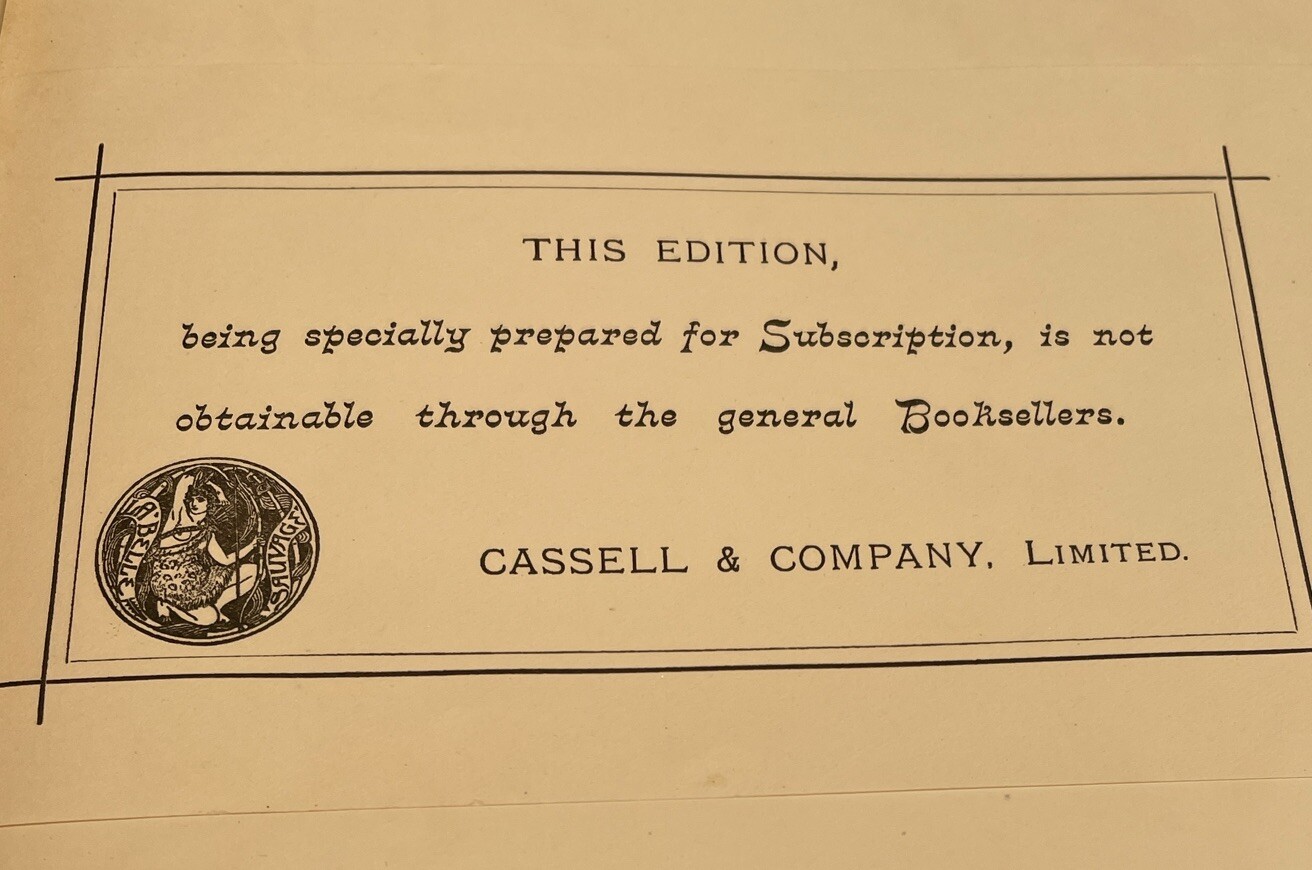 THIS EDITION,
being specially prepared for Subscription, is not
obtainable through the general Booksellers.
LA BELLE SAUVAGE
CASSELL & COMPANY, LIMITED.